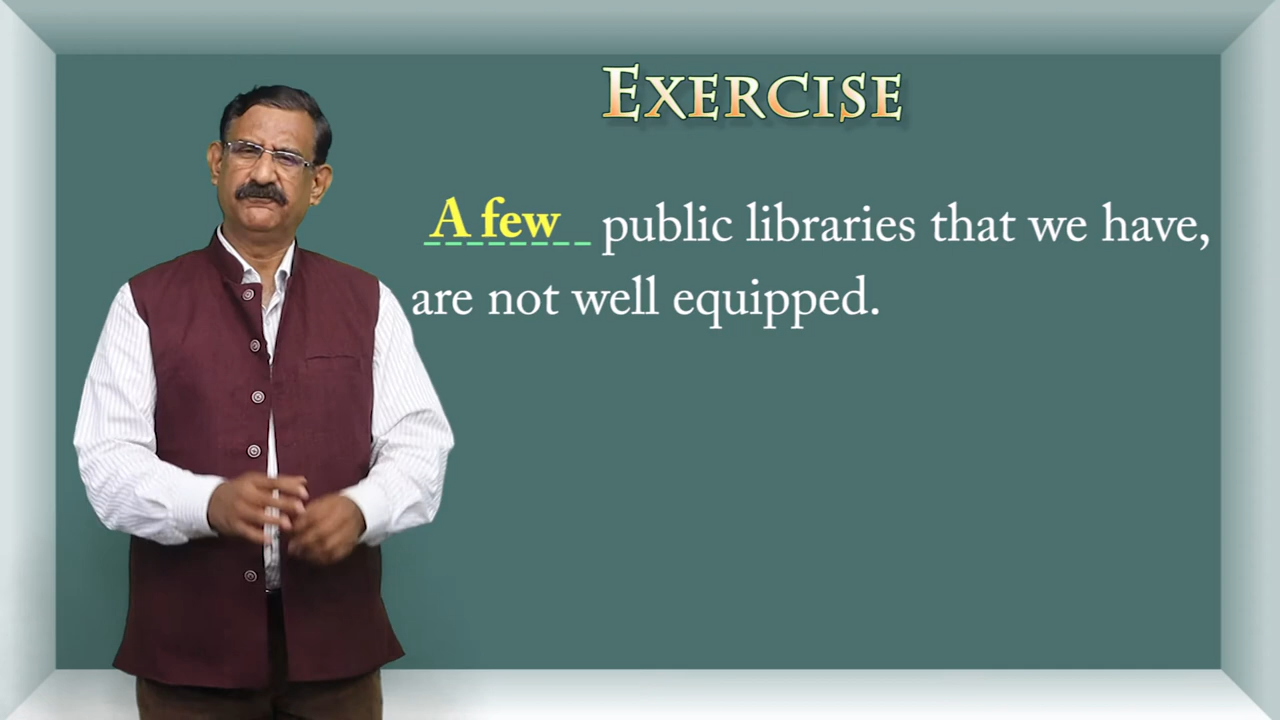 EXERCISE
A few public libraries that we have,
are not well equipped.